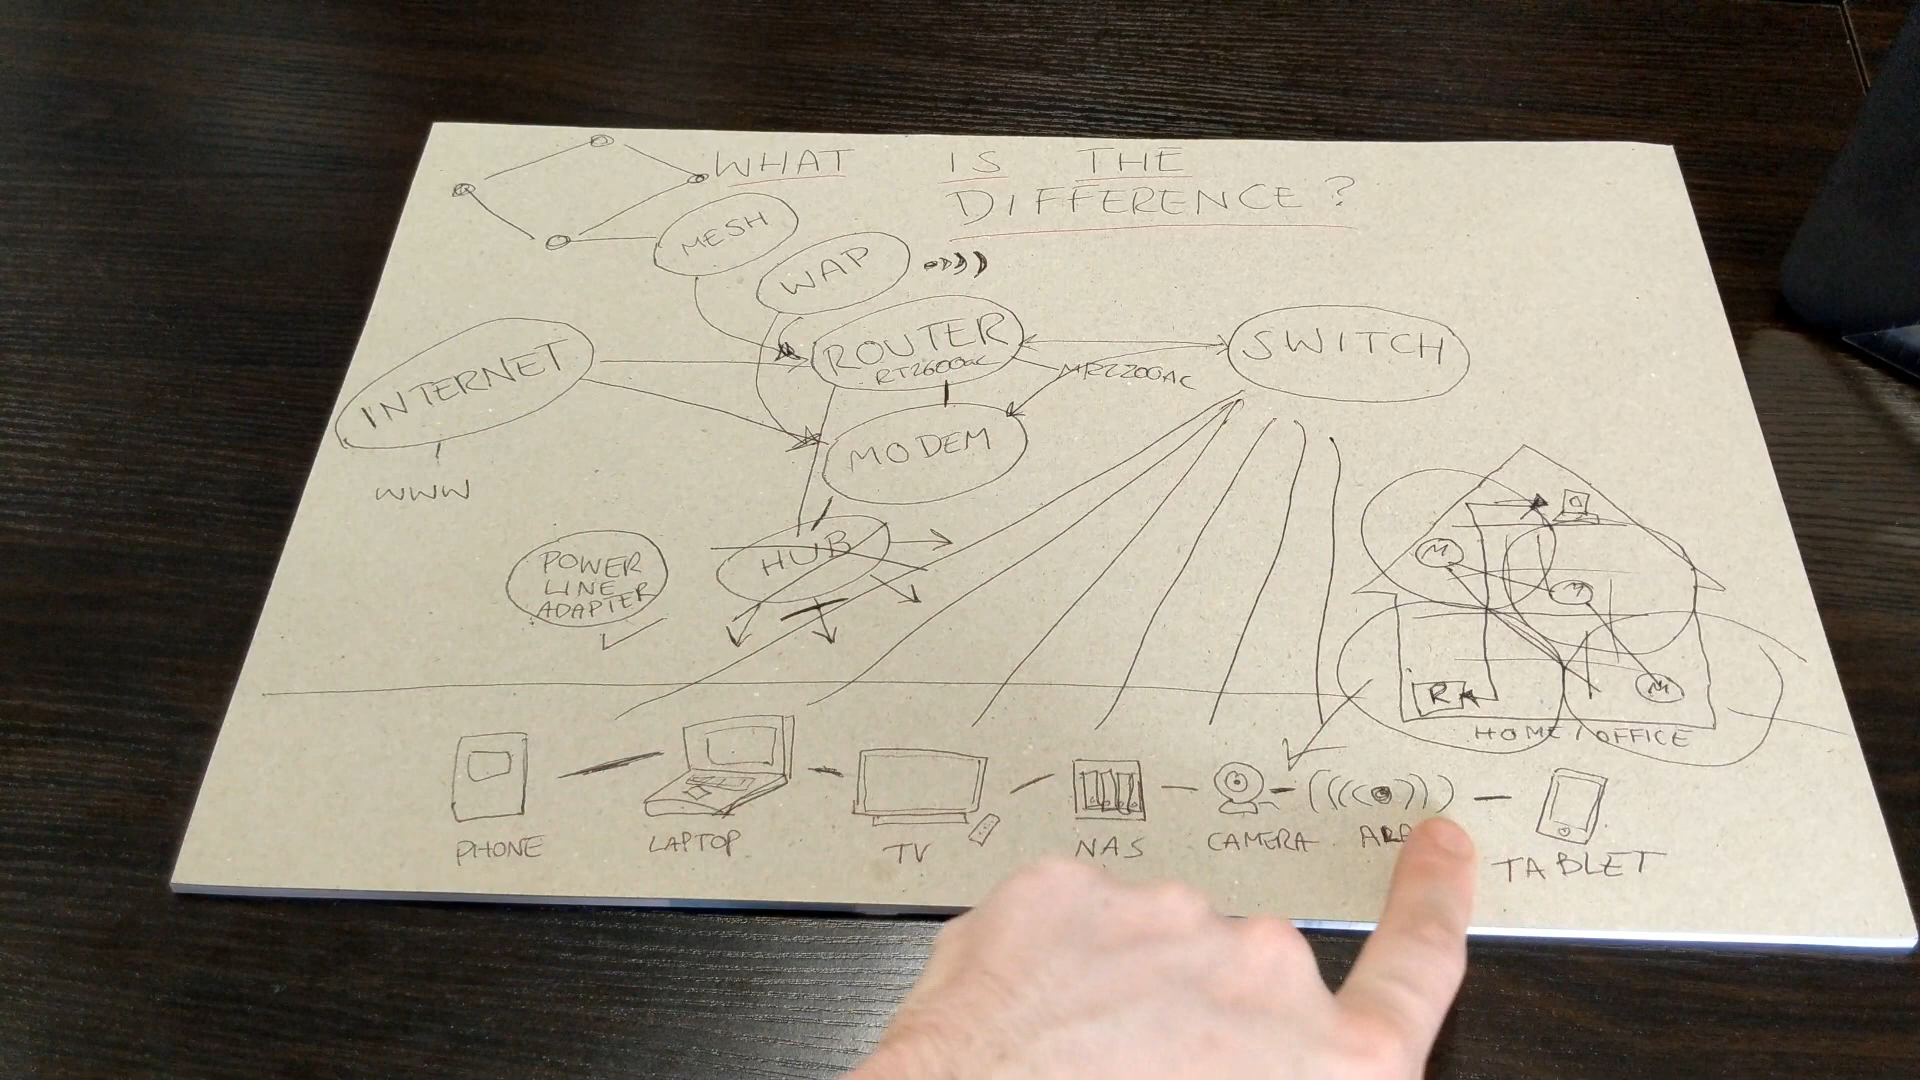 WHAT IS THE
DIFFERENCE?
MESH
WAP
INTERNET
WWW
ROUTER
RT2600ac
MR2200AC
SWITCH
MODEM
HUB
POWER
LINE
ADAPTER
M
M
M
R
HOME / OFFICE
PHONE
LAPTOP
TV
NAS
CAMERA
TABLET